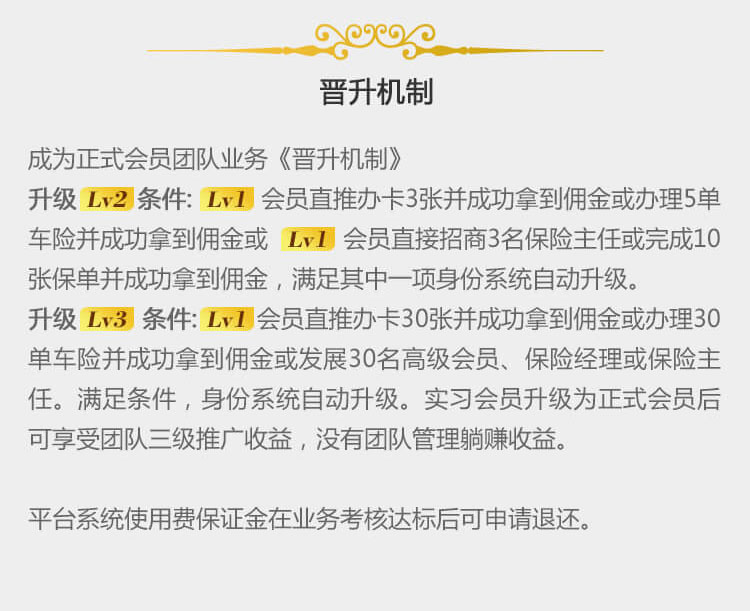 晋升机制
成为正式会员团队业务《晋升机制》
升级 Lv2 条件: Lv1 会员直推办卡3张并成功拿到佣金或办理5单
车险并成功拿到佣金或 Lv1 会员直接招商3名保险主任或完成10
张保单并成功拿到佣金，满足其中一项身份系统自动升级。
升级 Lv3 条件: Lv1 会员直推办卡30张并成功拿到佣金或办理30
单车险并成功拿到佣金或发展30名高级会员、保险经理或保险主
任。满足条件，身份系统自动升级。实习会员升级为正式会员后
可享受团队三级推广收益，没有团队管理躺赚收益。
平台系统使用费保证金在业务考核达标后可申请退还。